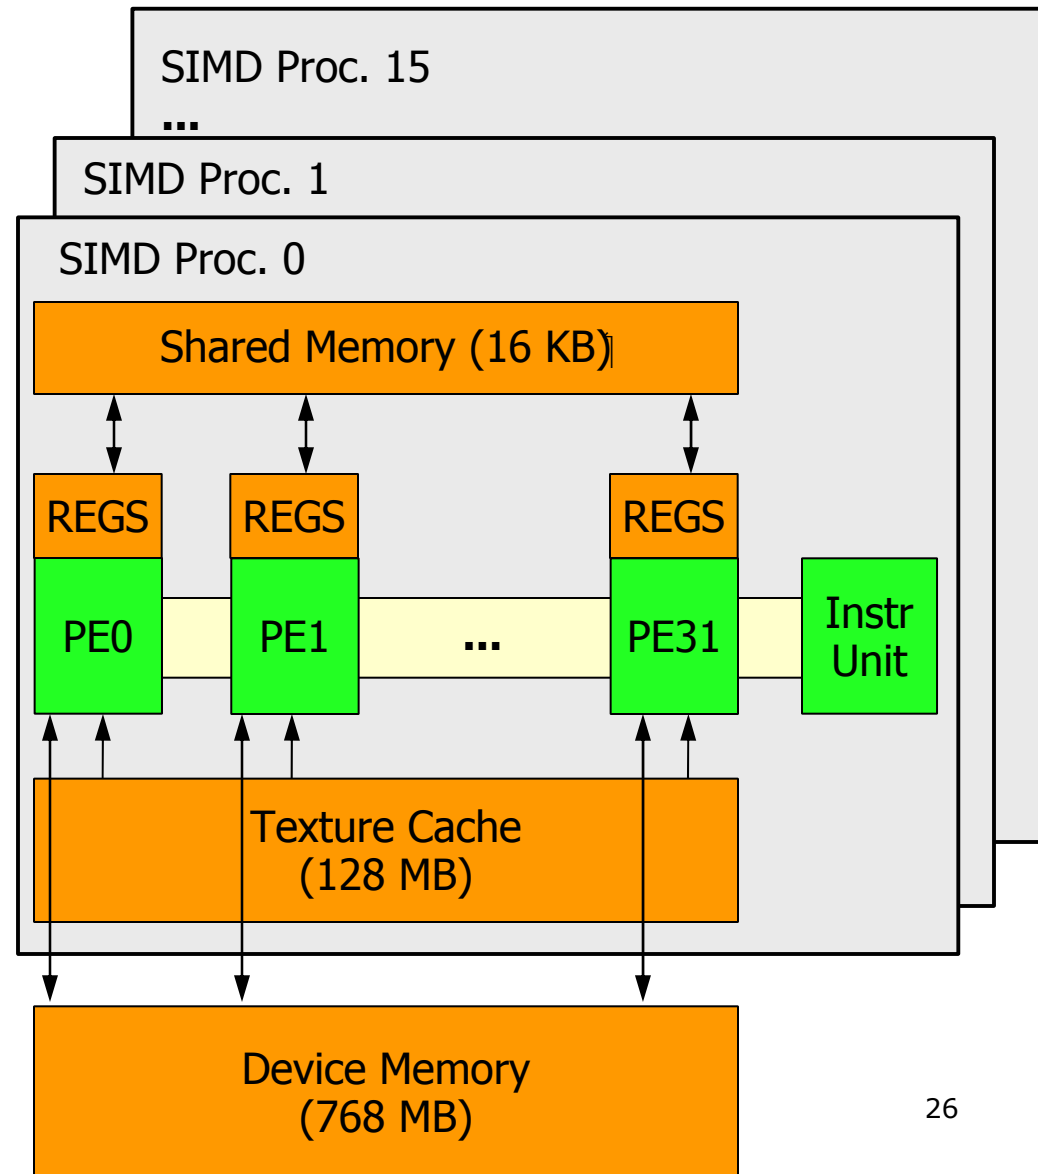 SIMD Proc. 15
...
SIMD Proc. 1
SIMD Proc. 0
Shared Memory (16 KB)
REGS
REGS
REGS
PE0
PE1
...
PE31
Instr
Unit
Texture Cache
(128 MB)
Device Memory
(768 MB)
26